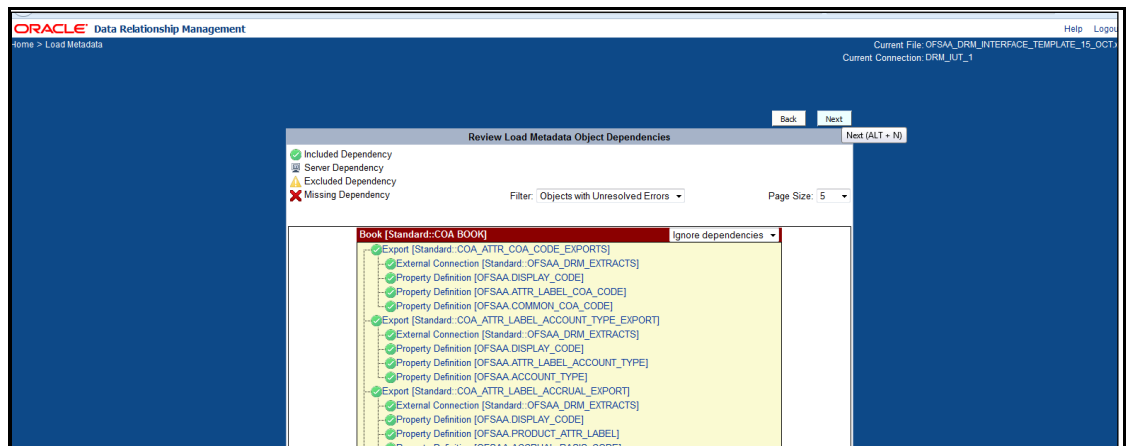 ORACLE Data Relationship Management
Help Logou
Home > Load Metadata
Current File: OFSAA_DRM_INTERFACE_TEMPLATE_15_OCT.
Current Connection: DRM_IUT_1
Back Next
Next (ALT + N)
Review Load Metadata Object Dependencies
Included Dependency
Server Dependency
Excluded Dependency
Missing Dependency
Filter: Objects with Unresolved Errors
Page Size: 5
Book [Standard::COA BOOK]
Ignore dependencies
Export [Standard::COA_ATTR_COA_CODE_EXPORTS]
External Connection [Standard::OFSAA_DRM_EXTRACTS]
Property Definition [OFSAA.DISPLAY_CODE]
Property Definition [OFSAA.ATTR_LABEL_COA_CODE]
Property Definition [OFSAA.COMMON_COA_CODE]
Export [Standard::COA_ATTR_LABEL_ACCOUNT_TYPE_EXPORT]
External Connection [Standard::OFSAA_DRM_EXTRACTS]
Property Definition [OFSAA.DISPLAY_CODE]
Property Definition [OFSAA.ATTR_LABEL_ACCOUNT_TYPE]
Property Definition [OFSAA.ACCOUNT_TYPE]
Export [Standard::COA_ATTR_LABEL_ACCRUAL_EXPORT]
External Connection [Standard::OFSAA_DRM_EXTRACTS]
Property Definition [OFSAA.DISPLAY_CODE]
Property Definition [OFSAA.PRODUCT_ATTR_LABEL]
Property Definition [OFSAA.ACCRUAL_BASIS_CODE]